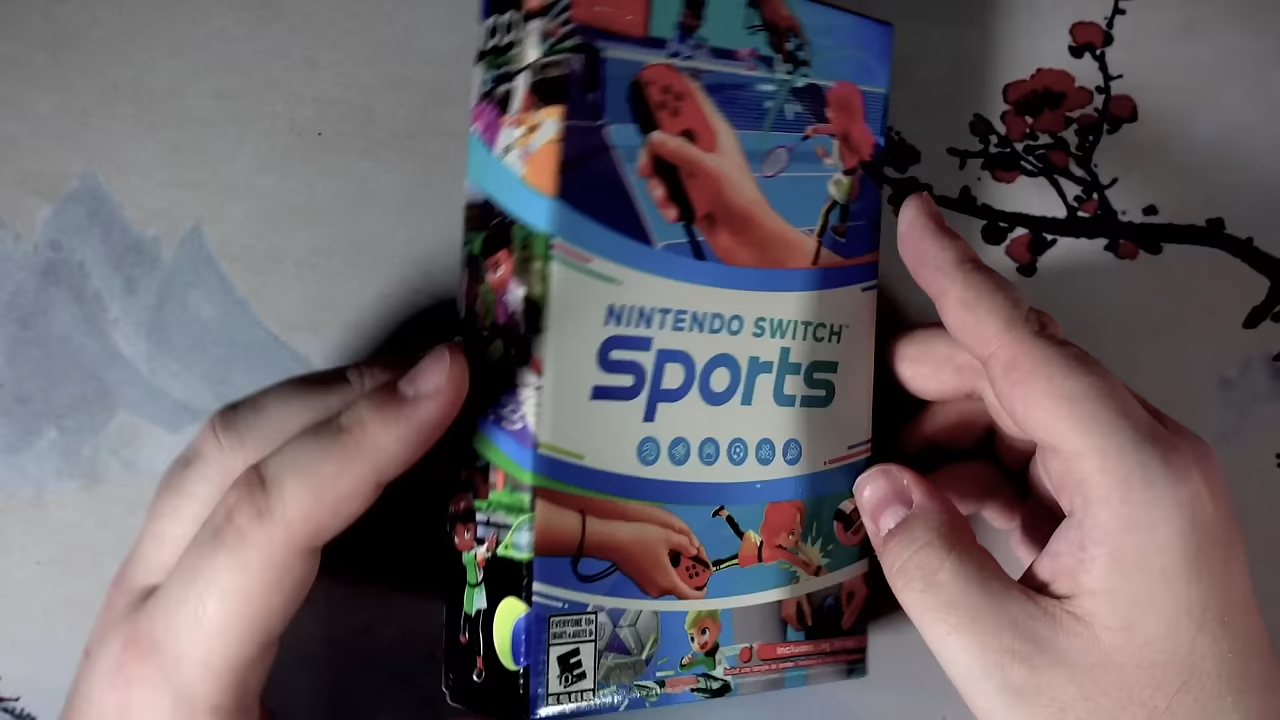 NINTENDO SWITCH™
Sports
EVERYONE 10+
E
Includes